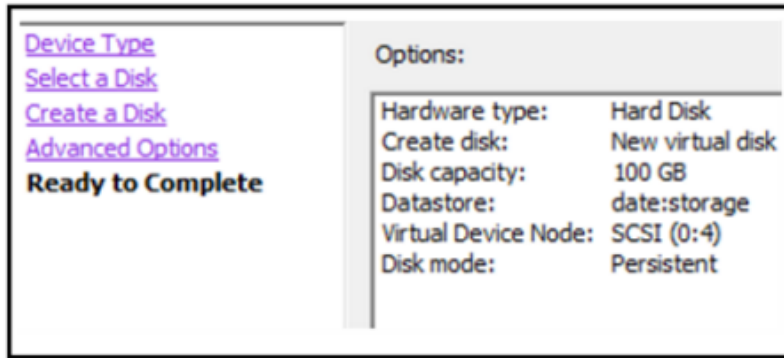 Device Type
Select a Disk
Create a Disk
Advanced Options
Ready to Complete
Options:
Hardware type: Hard Disk
Create disk: New virtual disk
Disk capacity: 100 GB
Datastore: date:storage
Virtual Device Node: SCSI (0:4)
Disk mode: Persistent